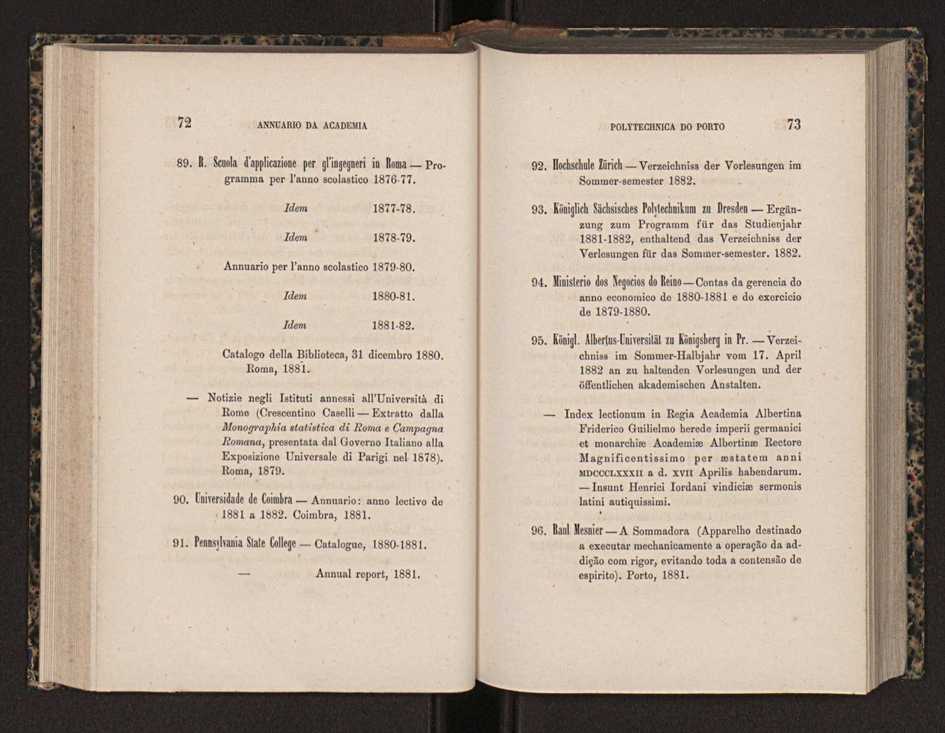 72
ANNUARIO DA ACADEMIA
89. R. Scuola d'applicazione per gl'ingegneri in Roma — Pro-
gramma per l'anno scolastico 1876-77.
Idem 1877-78.
Idem 1878-79.
Annuario per l'anno scolastico 1879-80.
Idem 1880-81.
Idem 1881-82.
Catalogo della Biblioteca, 31 dicembro 1880.
Roma, 1881.
— Notizie negli Istituti annessi all'Università di
Rome (Crescentino Caselli — Extratto dalla
Monographia statistica di Roma e Campagna
Romana, presentata dal Governo Italiano alla
Exposizione Universale di Parigi nel 1878).
Roma, 1879.
90. Universidade de Coimbra — Annuario: anno lectivo de
1881 a 1882. Coimbra, 1881.
91. Pennsylvania State College — Catalogue, 1880-1881.
— Annual report, 1881.
POLYTECHNICA DO PORTO
73
92. Hochschule Zürich — Verzeichniss der Vorlesungen im
Sommer-semester 1882.
93. Königlich Sächsisches Polytechnikum zu Dresden — Ergän-
zung zum Programm für das Studienjahr
1881-1882, enthaltend das Verzeichniss der
Verlesungen für das Sommer-semester. 1882.
94. Ministerio dos Negocios do Reino — Contas da gerencia do
anno economico de 1880-1881 e do exercicio
de 1879-1880.
95. Königl. Albertus-Universität zu Königsberg in Pr. — Verzei-
chniss im Sommer-Halbjahr vom 17. April
1882 an zu haltenden Vorlesungen und der
öffentlichen akademischen Anstalten.
— Index lectionum in Regia Academia Albertina
Friderico Guilielmo herede imperii germanici
et monarchiæ Academiæ Albertinæ Rectore
Magnificentissimo per æstatem anni
MDCCCLXXXII a d. XVII Aprilis habendarum.
— Insunt Henrici Iordani vindiciæ sermonis
latini autiquissimi.
96. Raul Mesnier — A Sommadora (Apparelho destinado
a executar mechanicamente a operação da ad-
dição com rigor, evitando toda a contensão de
espirito). Porto, 1881.